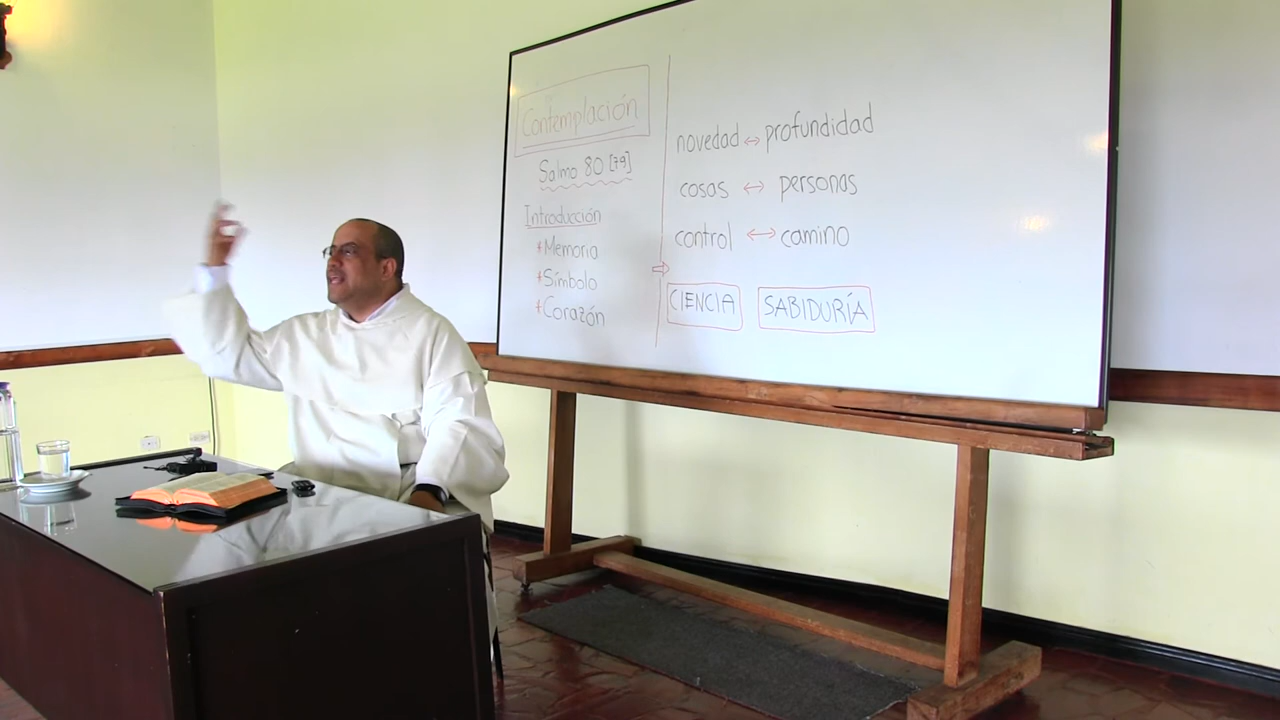 Contemplación
Salmo 80 [79]
Introducción
*Memoria
*Símbolo
*Corazón
novedad ↔ profundidad
cosas ↔ personas
control ↔ camino
⇒
CIENCIA SABIDURÍA